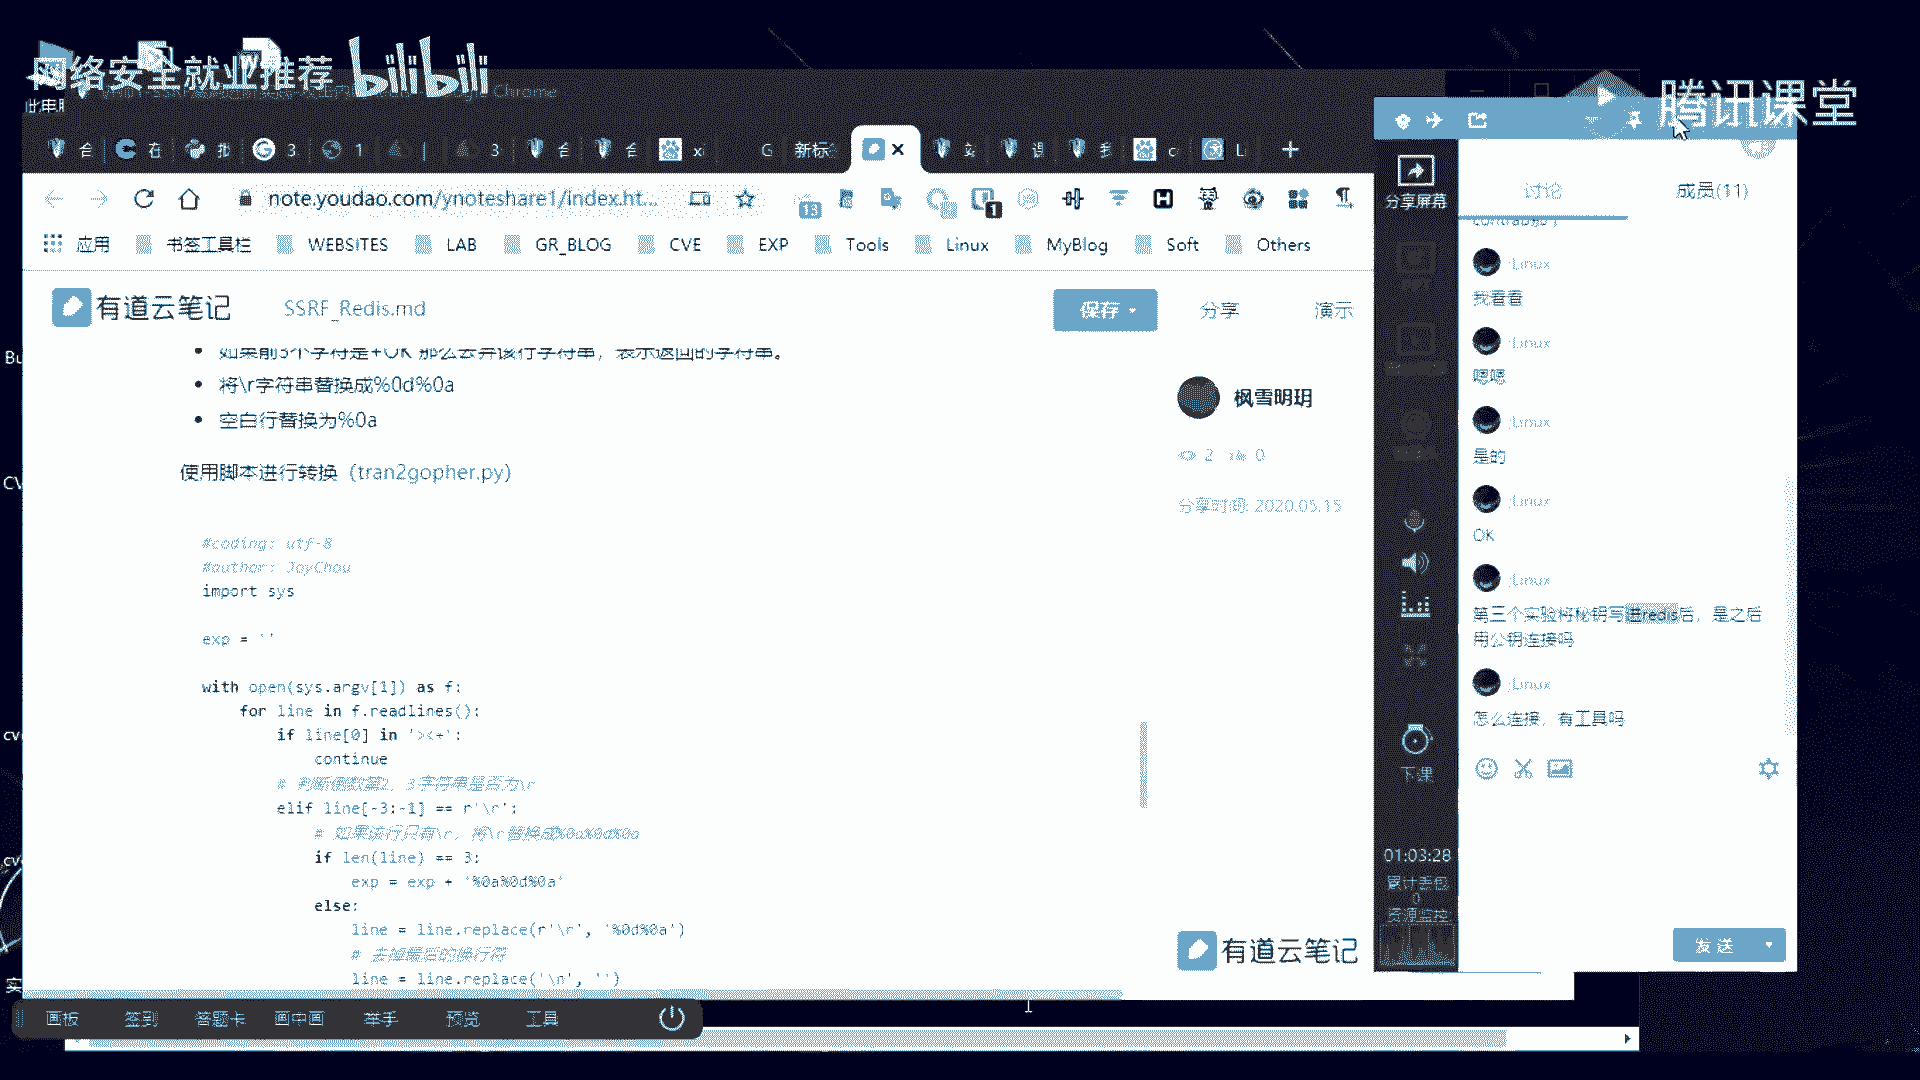 网络安全就业推荐 bilibili
此电脑
Chrome
腾讯课堂
新标
note.youdao.com/ynoteshare1/index.ht...
应用 书签工具栏 WEBSITES LAB GR_BLOG CVE EXP Tools Linux MyBlog Soft Others
有道云笔记 SSRF_Redis.md 保存 分享 演示
如果前3个字符是+OK 那么丢弃该行字符串，表示返回的字符串。
将\r字符串替换成%0d%0a
空白行替换为%0a
使用脚本进行转换（tran2gopher.py）
#coding: utf-8
#author: JoyChou
import sys
exp = ''
with open(sys.argv[1]) as f:
for line in f.readlines():
if line[0] in '><+':
continue
# 判断倒数第2、3字符串是否为\r
elif line[-3:-1] == r'\r':
# 如果该行只有\r，将\r替换成%0a%0d%0a
if len(line) == 3:
exp = exp + '%0a%0d%0a'
else:
line = line.replace(r'\r', '%0d%0a')
# 去掉最后的换行符
line = line.replace('\n', '')
枫雪明玥
2 0
分享时间: 2020.05.15
有道云笔记
分享屏幕
下课
01:03:28
累计丢包
0
资源监控:
讨论 成员(11)
:Linux
我看看
:Linux
嗯嗯
:Linux
是的
:Linux
OK
:Linux
第三个实验将秘钥写进redis后，是之后
用公钥连接吗
:Linux
怎么连接，有工具吗
发送
画板 签到 答题卡 画中画 举手 预览 工具